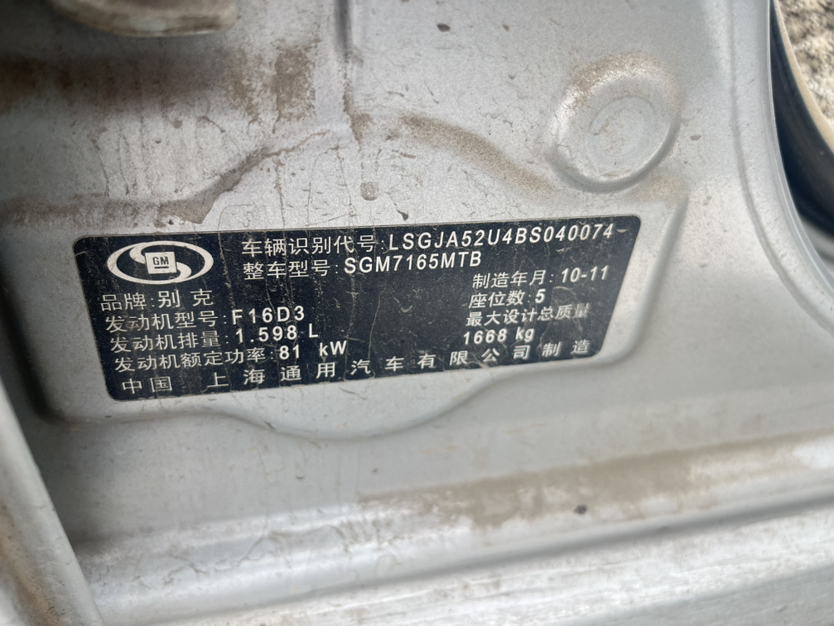 GM
车辆识别代号:LSGJA52U4BS040074
整车型号:SGM7165MTB
制造年月:10-11
品牌:别克
座位数:5
发动机型号:F16D3
最大设计总质量
发动机排量:1.598 L
1668 kg
发动机额定功率:81 kW
中国 上海通用汽车有限公司制造